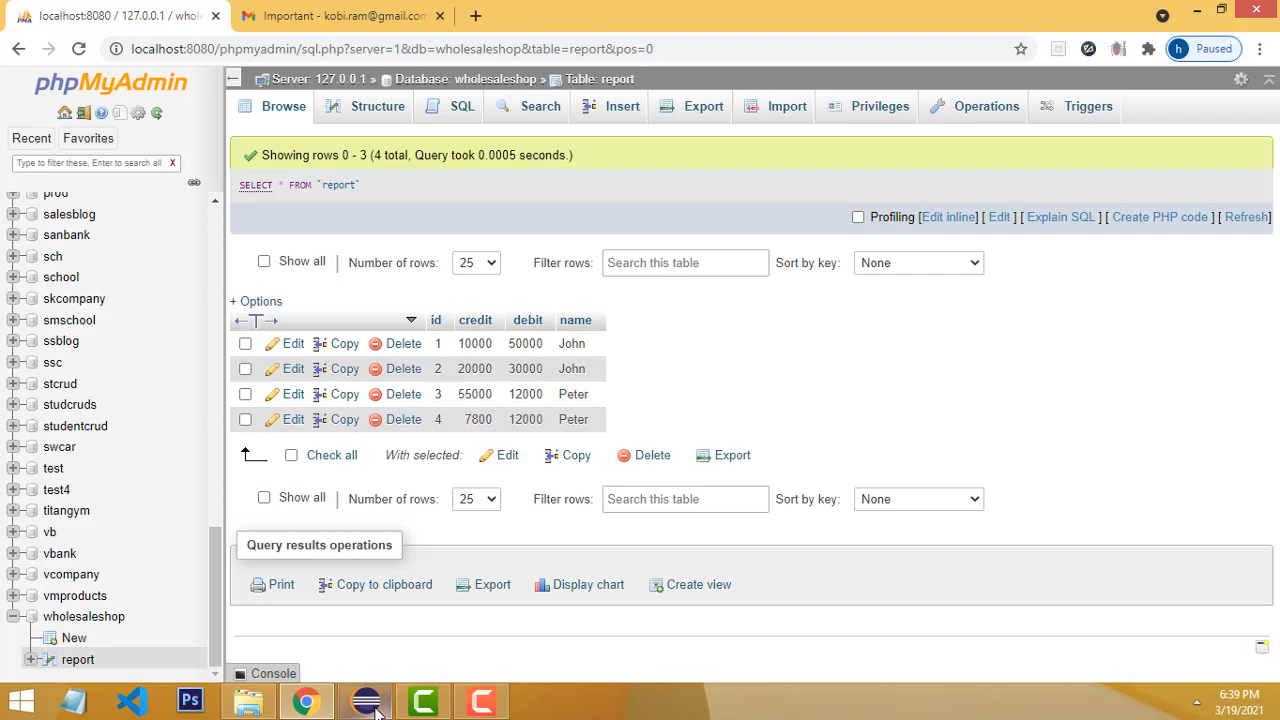 localhost:8080 / 127.0.0.1 / whol
Important - kobi.ram@gmail.com
localhost:8080/phpmyadmin/sql.php?server=1&db=wholesaleshop&table=report&pos=0
h Paused
phpMyAdmin
Recent Favorites
Type to filter these, Enter to search all X
prod
salesblog
sanbank
sch
school
skcompany
smschool
ssblog
ssc
stcrud
studcruds
studentcrud
swcar
test
test4
titangym
vb
vbank
vcompany
vmproducts
wholesaleshop
New
report
Server: 127.0.0.1 » Database: wholesaleshop » Table: report
Browse Structure SQL Search Insert Export Import Privileges Operations Triggers
Showing rows 0 - 3 (4 total, Query took 0.0005 seconds.)
SELECT * FROM `report`
Profiling [Edit inline] [ Edit ] [ Explain SQL ] [ Create PHP code ] [ Refresh]
Show all | Number of rows: 25 Filter rows: Search this table Sort by key: None
+ Options
id credit debit name
Edit Copy Delete 1 10000 50000 John
Edit Copy Delete 2 20000 30000 John
Edit Copy Delete 3 55000 12000 Peter
Edit Copy Delete 4 7800 12000 Peter
Check all With selected: Edit Copy Delete Export
Show all | Number of rows: 25 Filter rows: Search this table Sort by key: None
Query results operations
Print Copy to clipboard Export Display chart Create view
Console
Ps
6:39 PM
3/19/2021